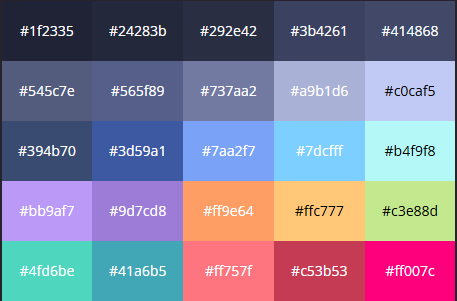 #1f2335 #24283b #292e42 #3b4261 #414868
#545c7e #565f89 #737aa2 #a9b1d6 #c0caf5
#394b70 #3d59a1 #7aa2f7 #7dcfff #b4f9f8
#bb9af7 #9d7cd8 #ff9e64 #ffc777 #c3e88d
#4fd6be #41a6b5 #ff757f #c53b53 #ff007c